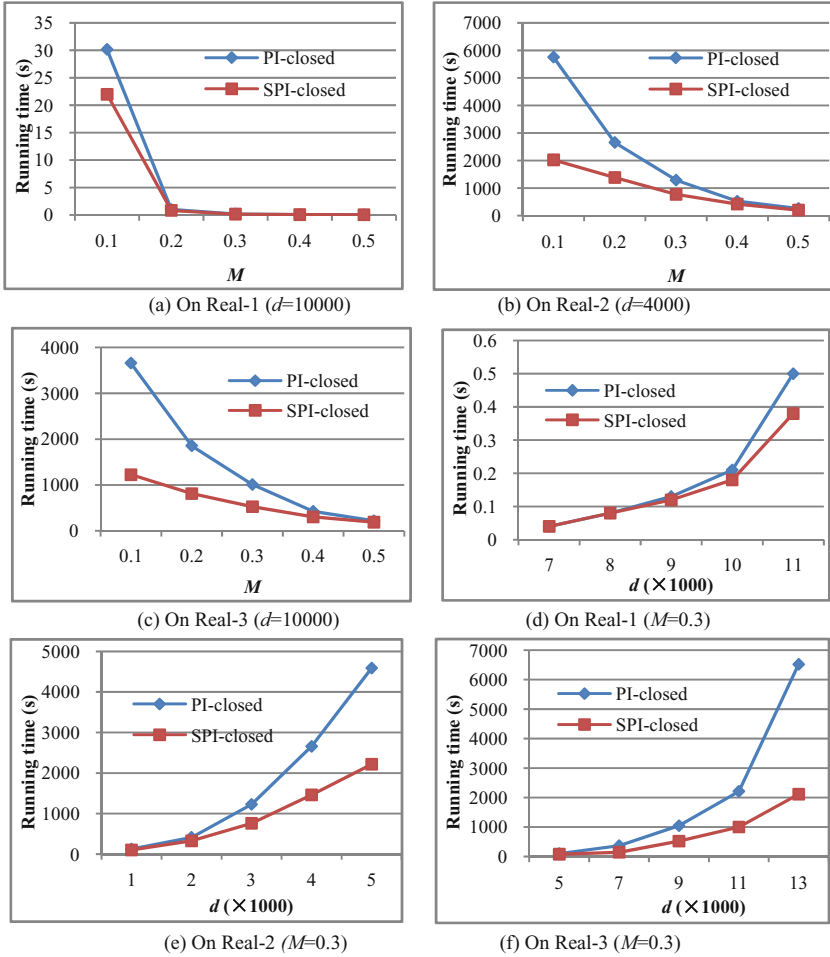 35
30
25
20
15
10
5
0
Running time (s)
PI-closed
SPI-closed
0.1 0.2 0.3 0.4 0.5
M
(a) On Real-1 (d=10000)
7000
6000
5000
4000
3000
2000
1000
0
Running time (s)
PI-closed
SPI-closed
0.1 0.2 0.3 0.4 0.5
M
(b) On Real-2 (d=4000)
4000
3000
2000
1000
0
Running time (s)
PI-closed
SPI-closed
0.1 0.2 0.3 0.4 0.5
M
(c) On Real-3 (d=10000)
0.6
0.5
0.4
0.3
0.2
0.1
0
Running time (s)
PI-closed
SPI-closed
7 8 9 10 11
d (×1000)
(d) On Real-1 (M=0.3)
5000
4000
3000
2000
1000
0
Running time (s)
PI-closed
SPI-closed
1 2 3 4 5
d (×1000)
(e) On Real-2 (M=0.3)
7000
6000
5000
4000
3000
2000
1000
0
Running time (s)
PI-closed
SPI-closed
5 7 9 11 13
d (×1000)
(f) On Real-3 (M=0.3)